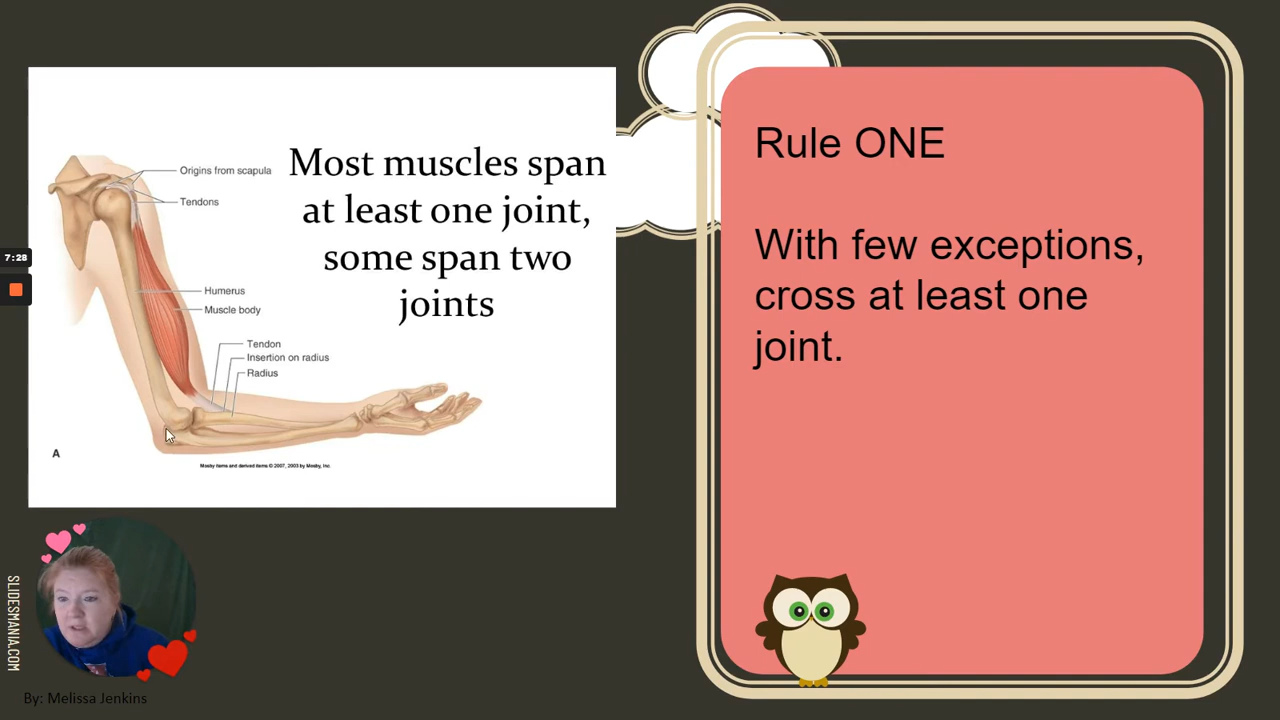 Most muscles span
at least one joint,
some span two
joints
Origins from scapula
Tendons
Humerus
Muscle body
Tendon
Insertion on radius
Radius
A
Mosby items and derived items © 2007, 2003 by Mosby, Inc.
7:28
Rule ONE
With few exceptions,
cross at least one
joint.
SLIDESMANIA.COM
By: Melissa Jenkins